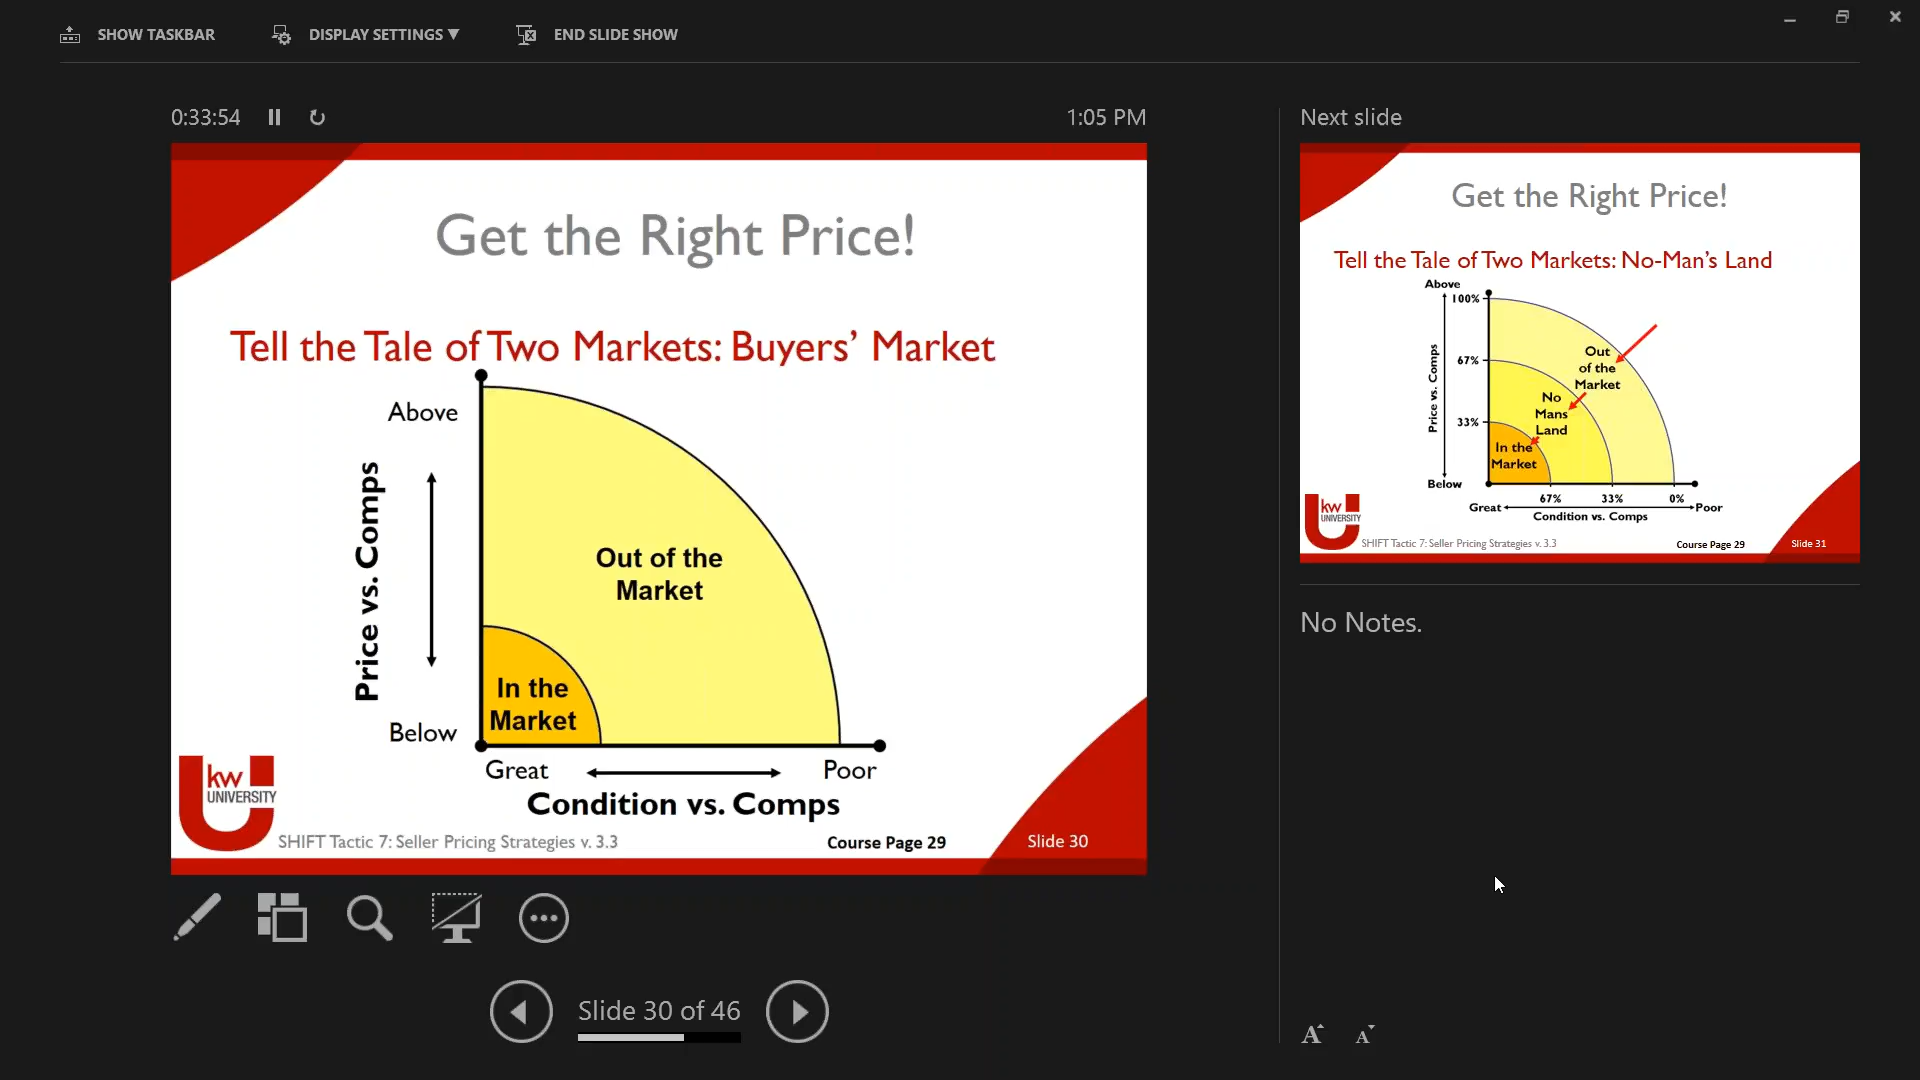 SHOW TASKBAR
DISPLAY SETTINGS ▼
END SLIDE SHOW
0:33:54
1:05 PM
Get the Right Price!
Tell the Tale of Two Markets: Buyers’ Market
Above
Price vs. Comps
Below
Out of the
Market
In the
Market
Great
Poor
Condition vs. Comps
kw
UNIVERSITY
SHIFT Tactic 7: Seller Pricing Strategies v. 3.3
Course Page 29
Slide 30
Slide 30 of 46
Next slide
Get the Right Price!
Tell the Tale of Two Markets: No-Man’s Land
Above
100%
67%
33%
Price vs. Comps
Below
Out
of the
Market
No
Mans
Land
In the
Market
67%
33%
0%
Great
Poor
Condition vs. Comps
kw
UNIVERSITY
SHIFT Tactic 7: Seller Pricing Strategies v. 3.3
Course Page 29
Slide 31
No Notes.
A
A